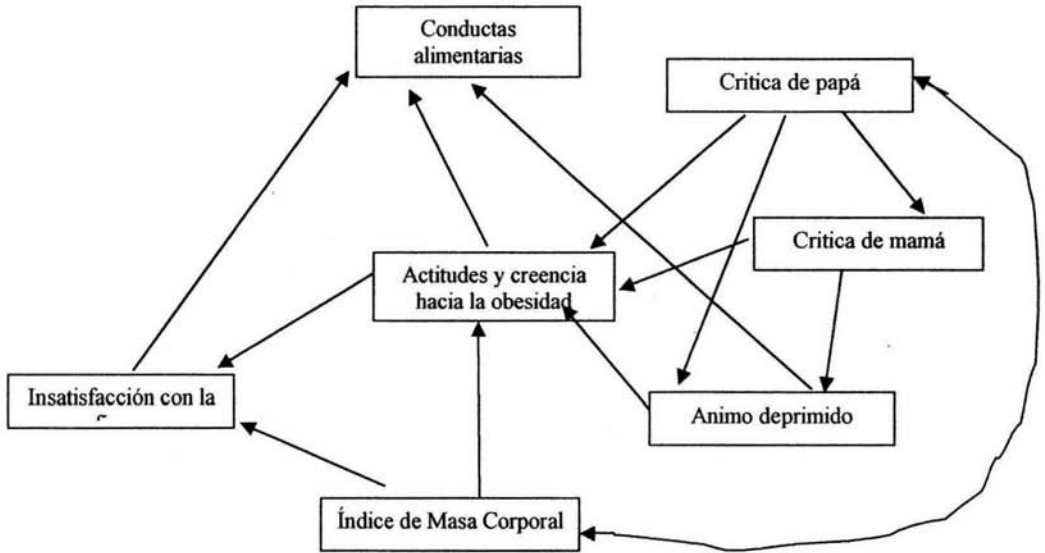 Conductas
alimentarias
Critica de papá
Critica de mamá
Actitudes y creencia
hacia la obesidad
Insatisfacción con la
Animo deprimido
Índice de Masa Corporal